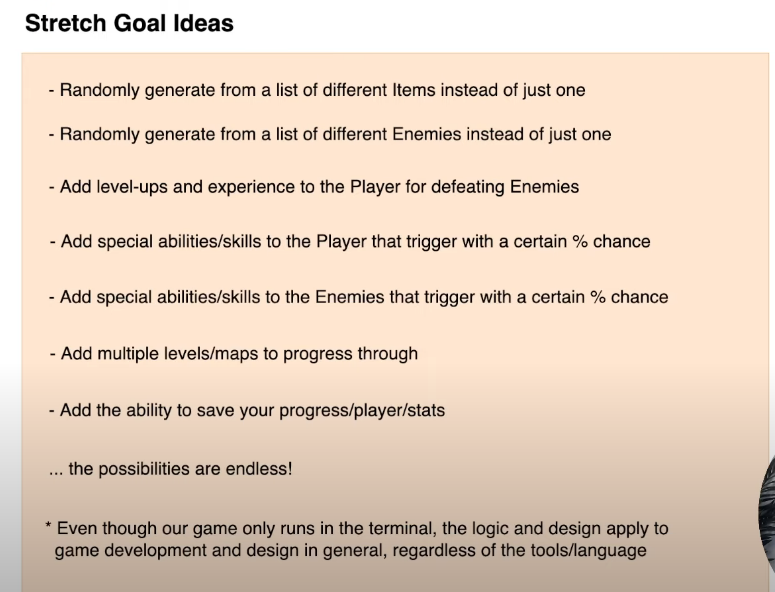 Stretch Goal Ideas
- Randomly generate from a list of different Items instead of just one
- Randomly generate from a list of different Enemies instead of just one
- Add level-ups and experience to the Player for defeating Enemies
- Add special abilities/skills to the Player that trigger with a certain % chance
- Add special abilities/skills to the Enemies that trigger with a certain % chance
- Add multiple levels/maps to progress through
- Add the ability to save your progress/player/stats
... the possibilities are endless!
* Even though our game only runs in the terminal, the logic and design apply to
game development and design in general, regardless of the tools/language